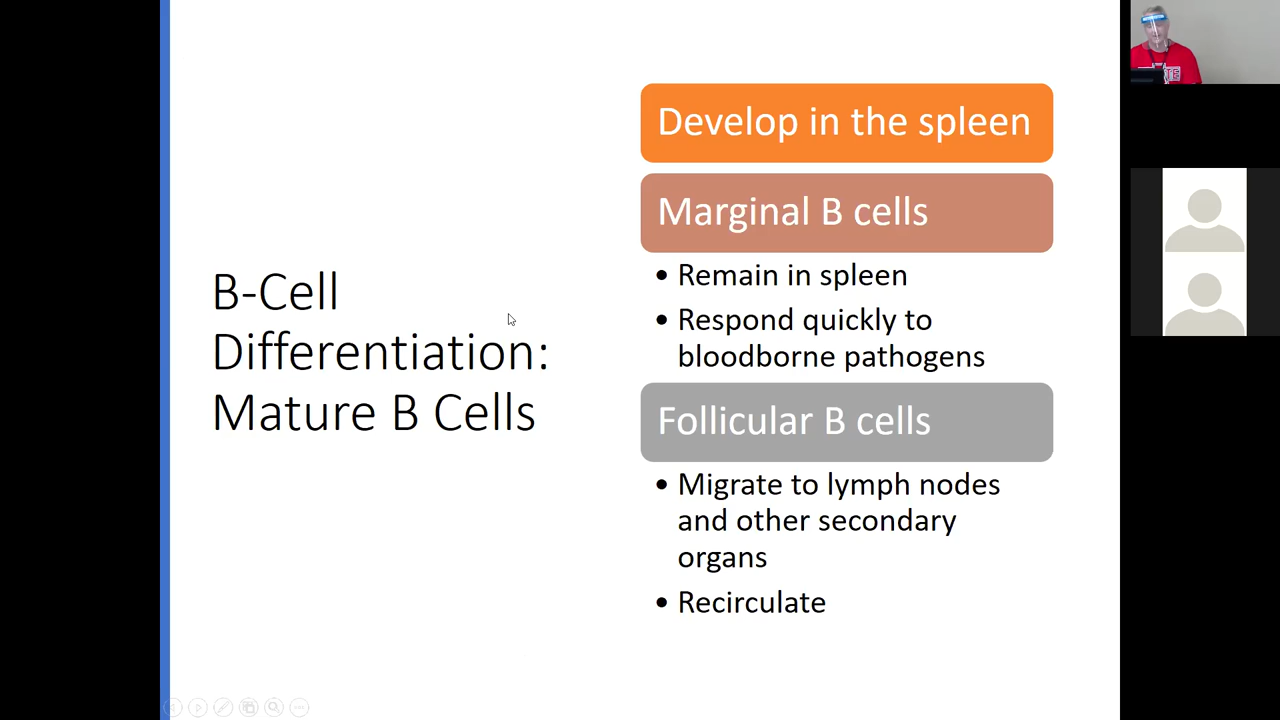 B-Cell
Differentiation:
Mature B Cells
Develop in the spleen
Marginal B cells
• Remain in spleen
• Respond quickly to
bloodborne pathogens
Follicular B cells
• Migrate to lymph nodes
and other secondary
organs
• Recirculate